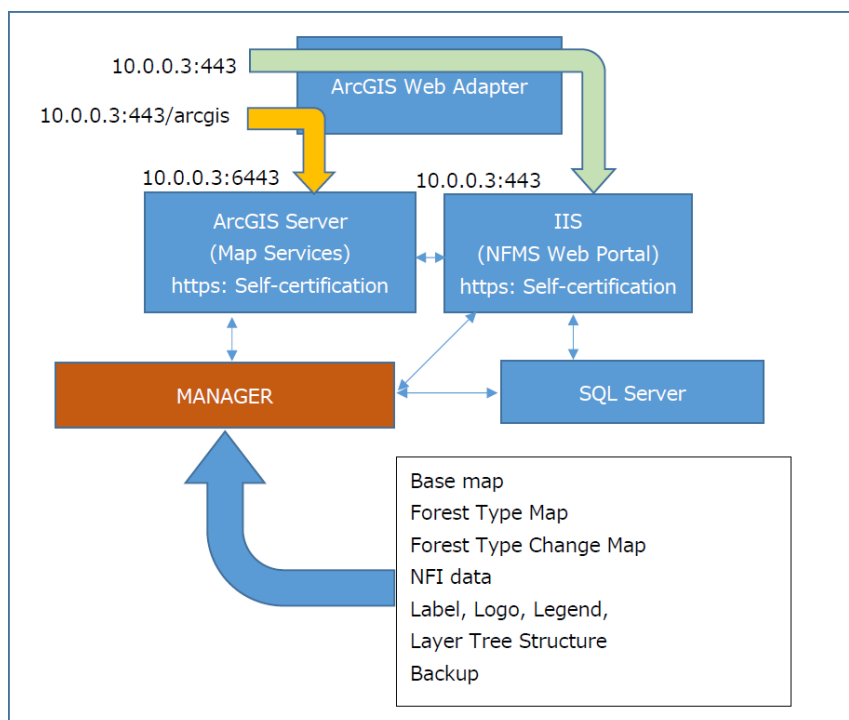 10.0.0.3:443
ArcGIS Web Adapter
10.0.0.3:443/arcgis
10.0.0.3:6443
10.0.0.3:443
ArcGIS Server
(Map Services)
https: Self-certification
IIS
(NFMS Web Portal)
https: Self-certification
MANAGER
SQL Server
Base map
Forest Type Map
Forest Type Change Map
NFI data
Label, Logo, Legend,
Layer Tree Structure
Backup